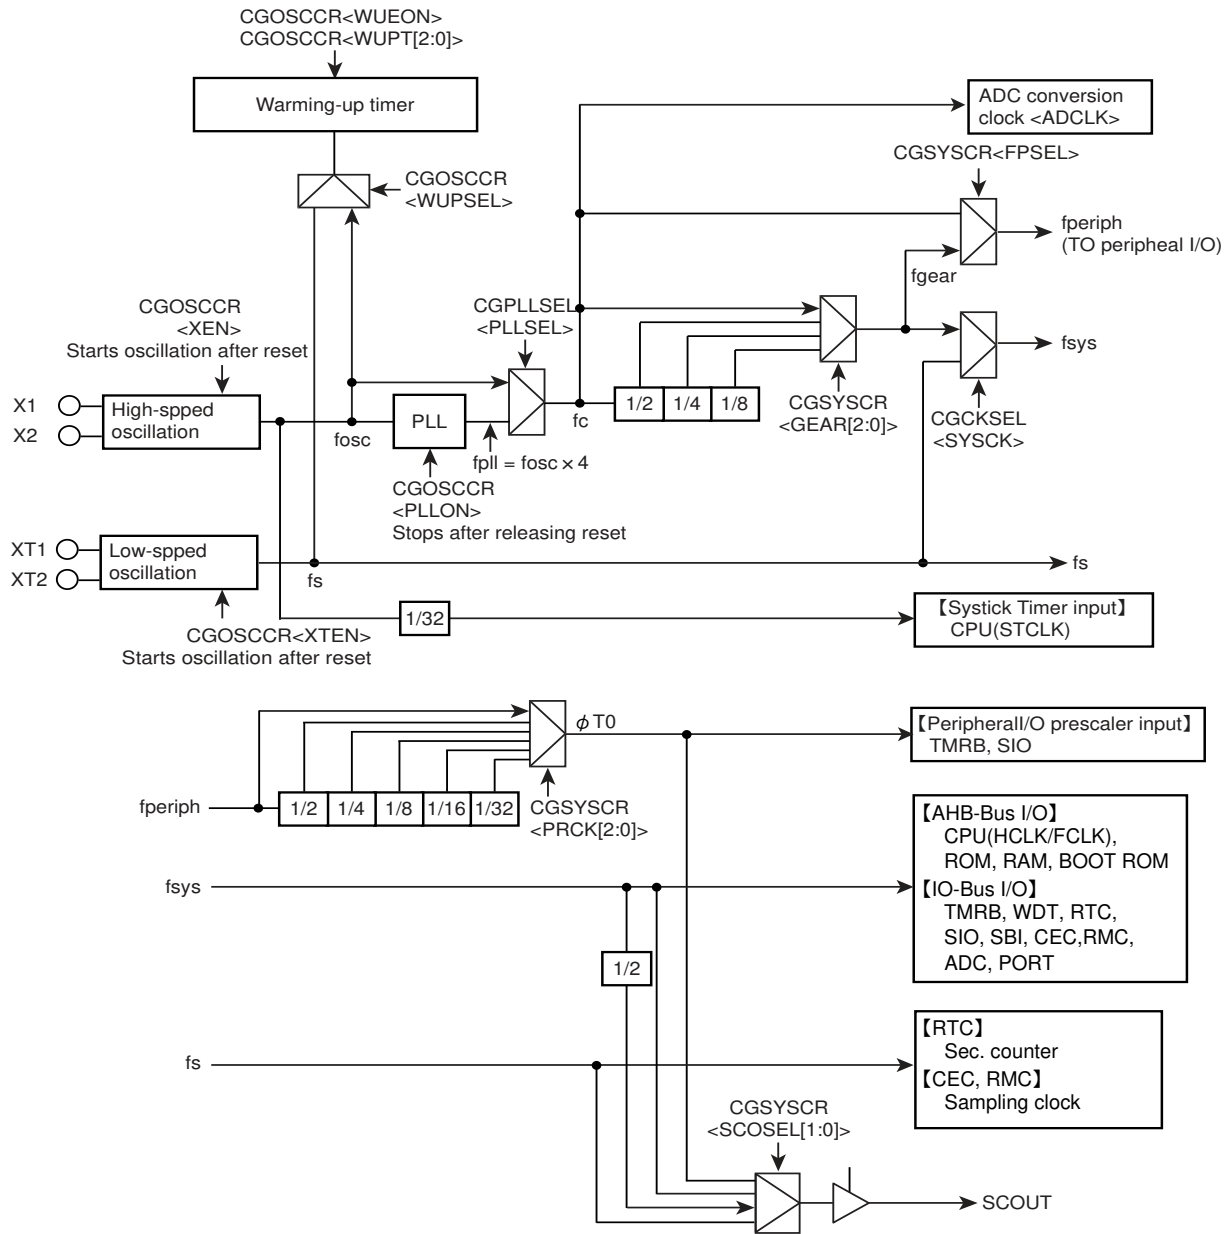 CGOSCCR<WUEON>
CGOSCCR<WUPT[2:0]>
Warming-up timer
CGOSCCR
<WUPSEL>
ADC conversion
clock <ADCLK>
CGSYSCR<FPSEL>
fperiph
(TO peripheal I/O)
fgear
CGOSCCR
<XEN>
Starts oscillation after reset
CGPLLSEL
<PLLSEL>
fsys
X1
X2
High-spped
oscillation
fosc
PLL
fpll = fosc × 4
fc
1/2
1/4
1/8
CGSYSCR
<GEAR[2:0]>
CGCKSEL
<SYSCK>
CGOSCCR
<PLLON>
Stops after releasing reset
XT1
XT2
Low-spped
oscillation
fs
fs
CGOSCCR<XTEN>
Starts oscillation after reset
1/32
【Systick Timer input】
CPU(STCLK)
ϕT0
【Peripherall/O prescaler input】
TMRB, SIO
fperiph
1/2
1/4
1/8
1/16
1/32
CGSYSCR
<PRCK[2:0]>
【AHB-Bus I/O】
CPU(HCLK/FCLK),
ROM, RAM, BOOT ROM
【IO-Bus I/O】
TMRB, WDT, RTC,
SIO, SBI, CEC,RMC,
ADC, PORT
fsys
1/2
fs
【RTC】
Sec. counter
【CEC, RMC】
Sampling clock
CGSYSCR
<SCOSEL[1:0]>
SCOUT